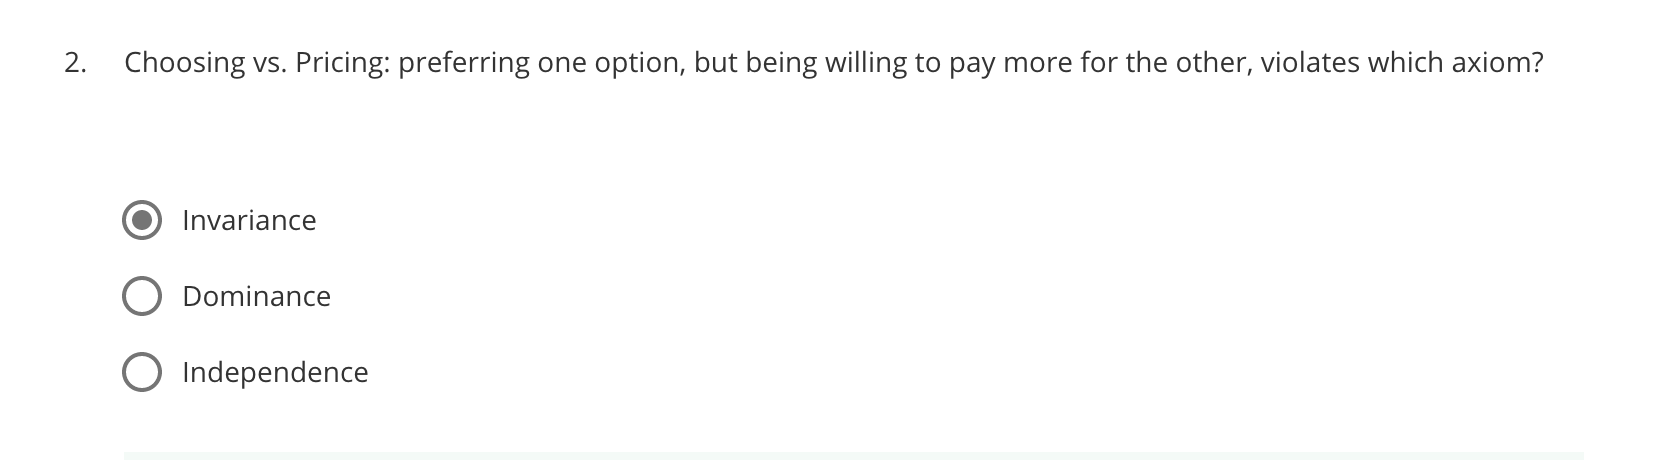 2. Choosing vs. Pricing: preferring one option, but being willing to pay more for the other, violates which axiom?
Invariance
Dominance
Independence